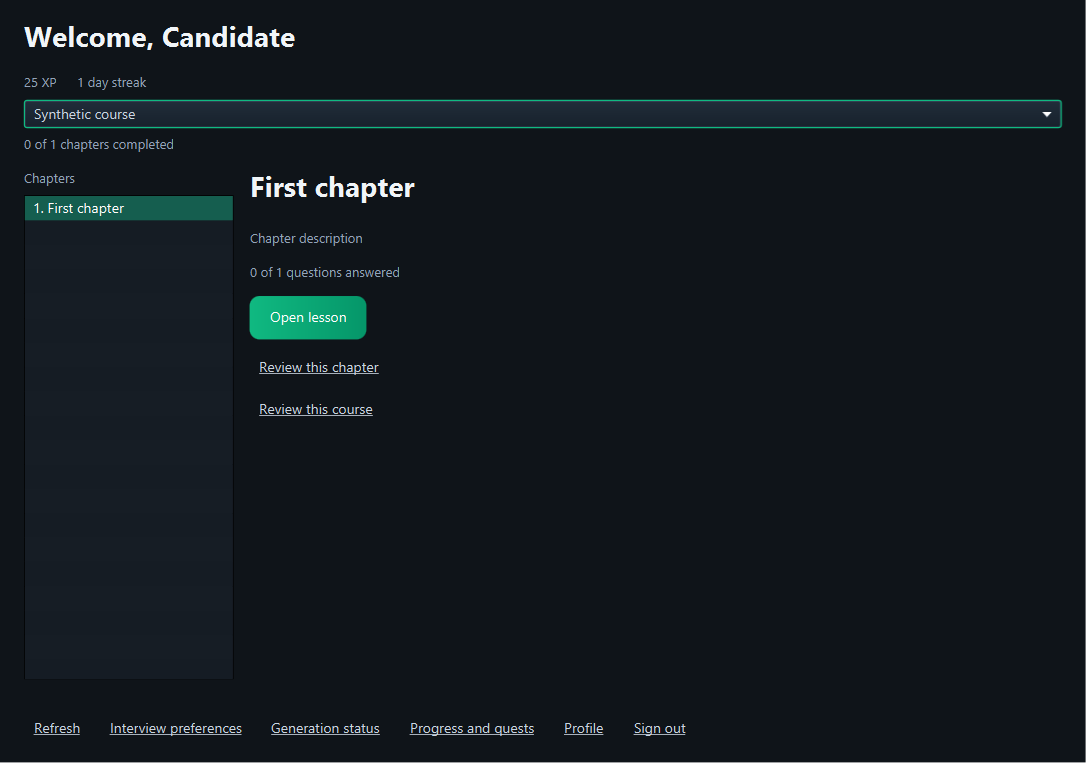 Welcome, Candidate
25 XP 1 day streak
Synthetic course
0 of 1 chapters completed
Chapters
1. First chapter
First chapter
Chapter description
0 of 1 questions answered
Open lesson
Review this chapter
Review this course
Refresh Interview preferences Generation status Progress and quests Profile Sign out